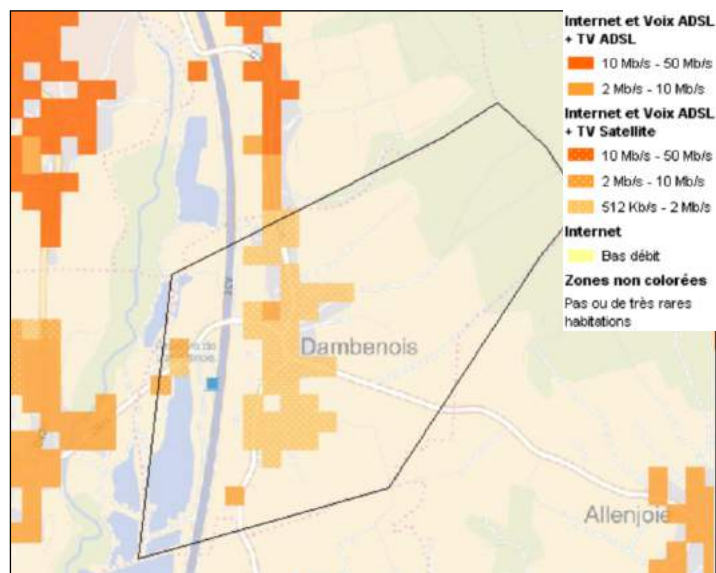 Internet et Voix ADSL
+ TV ADSL
10 Mb/s - 50 Mb/s
2 Mb/s - 10 Mb/s
Internet et Voix ADSL
+ TV Satellite
10 Mb/s - 50 Mb/s
2 Mb/s - 10 Mb/s
512 Kb/s - 2 Mb/s
Internet
Bas débit
Zones non colorées
Pas ou de très rares
habitations
Dambenois
Allenjoie